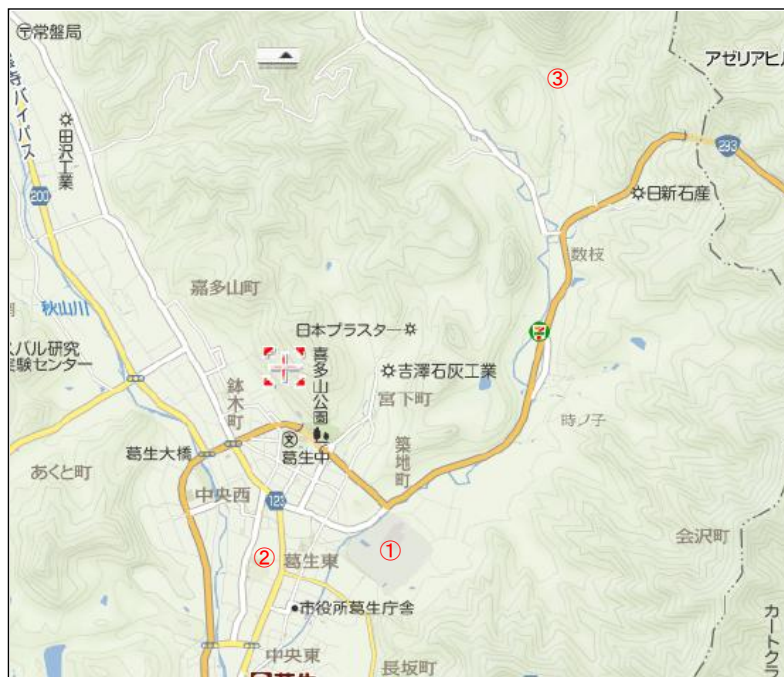 〒常盤局
③
アゼリアヒル
バイパス
田沢工業
293
200
日新石産
数枝
嘉多山町
秋山川
日本プラスター
スバル研究
実験センター
喜多山公園
吉澤石灰工業
鉢木町
宮下町
時ノ子
葛生大橋
葛生中
築地町
あくと町
中央西
123
会沢町
②
葛生東
①
市役所葛生庁舎
カートクラ
中央東
長坂町
葛生